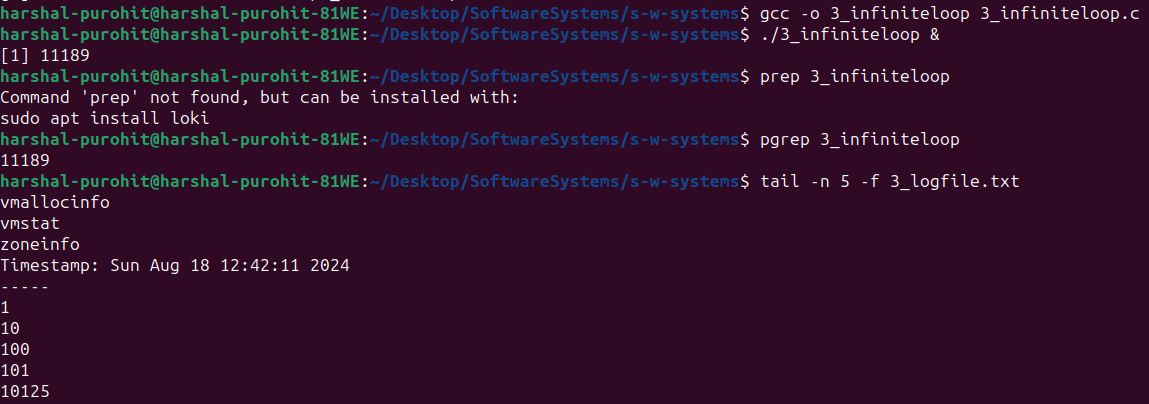 harshal-purohit@harshal-purohit-81WE:~/Desktop/SoftwareSystems/s-w-systems$ gcc -o 3_infiniteloop 3_infiniteloop.c
harshal-purohit@harshal-purohit-81WE:~/Desktop/SoftwareSystems/s-w-systems$ ./3_infiniteloop &
[1] 11189
harshal-purohit@harshal-purohit-81WE:~/Desktop/SoftwareSystems/s-w-systems$ prep 3_infiniteloop
Command 'prep' not found, but can be installed with:
sudo apt install loki
harshal-purohit@harshal-purohit-81WE:~/Desktop/SoftwareSystems/s-w-systems$ pgrep 3_infiniteloop
11189
harshal-purohit@harshal-purohit-81WE:~/Desktop/SoftwareSystems/s-w-systems$ tail -n 5 -f 3_logfile.txt
vmallocinfo
vmstat
zoneinfo
Timestamp: Sun Aug 18 12:42:11 2024
-----
1
10
100
101
10125